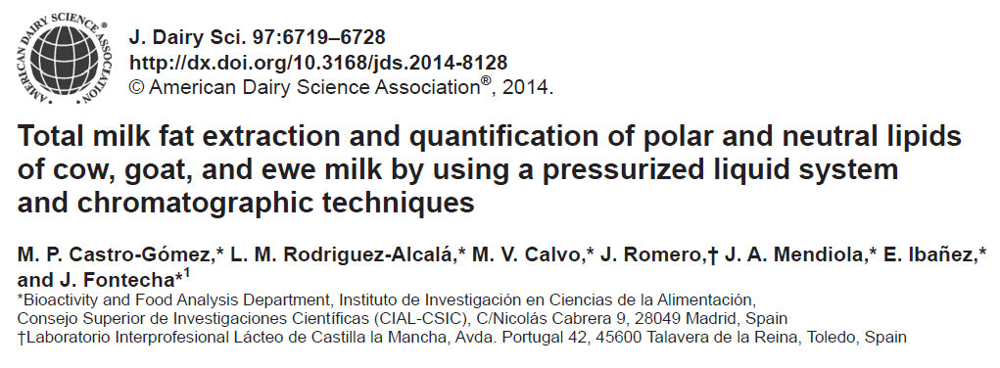 AMERICAN DAIRY SCIENCE ASSOCIATION®
J. Dairy Sci. 97:6719–6728
http://dx.doi.org/10.3168/jds.2014-8128
© American Dairy Science Association®, 2014.
Total milk fat extraction and quantification of polar and neutral lipids
of cow, goat, and ewe milk by using a pressurized liquid system
and chromatographic techniques
M. P. Castro-Gómez,* L. M. Rodriguez-Alcalá,* M. V. Calvo,* J. Romero,† J. A. Mendiola,* E. Ibañez,*
and J. Fontecha*1
*Bioactivity and Food Analysis Department, Instituto de Investigación en Ciencias de la Alimentación,
Consejo Superior de Investigaciones Científicas (CIAL-CSIC), C/Nicolás Cabrera 9, 28049 Madrid, Spain
†Laboratorio Interprofesional Lácteo de Castilla la Mancha, Avda. Portugal 42, 45600 Talavera de la Reina, Toledo, Spain